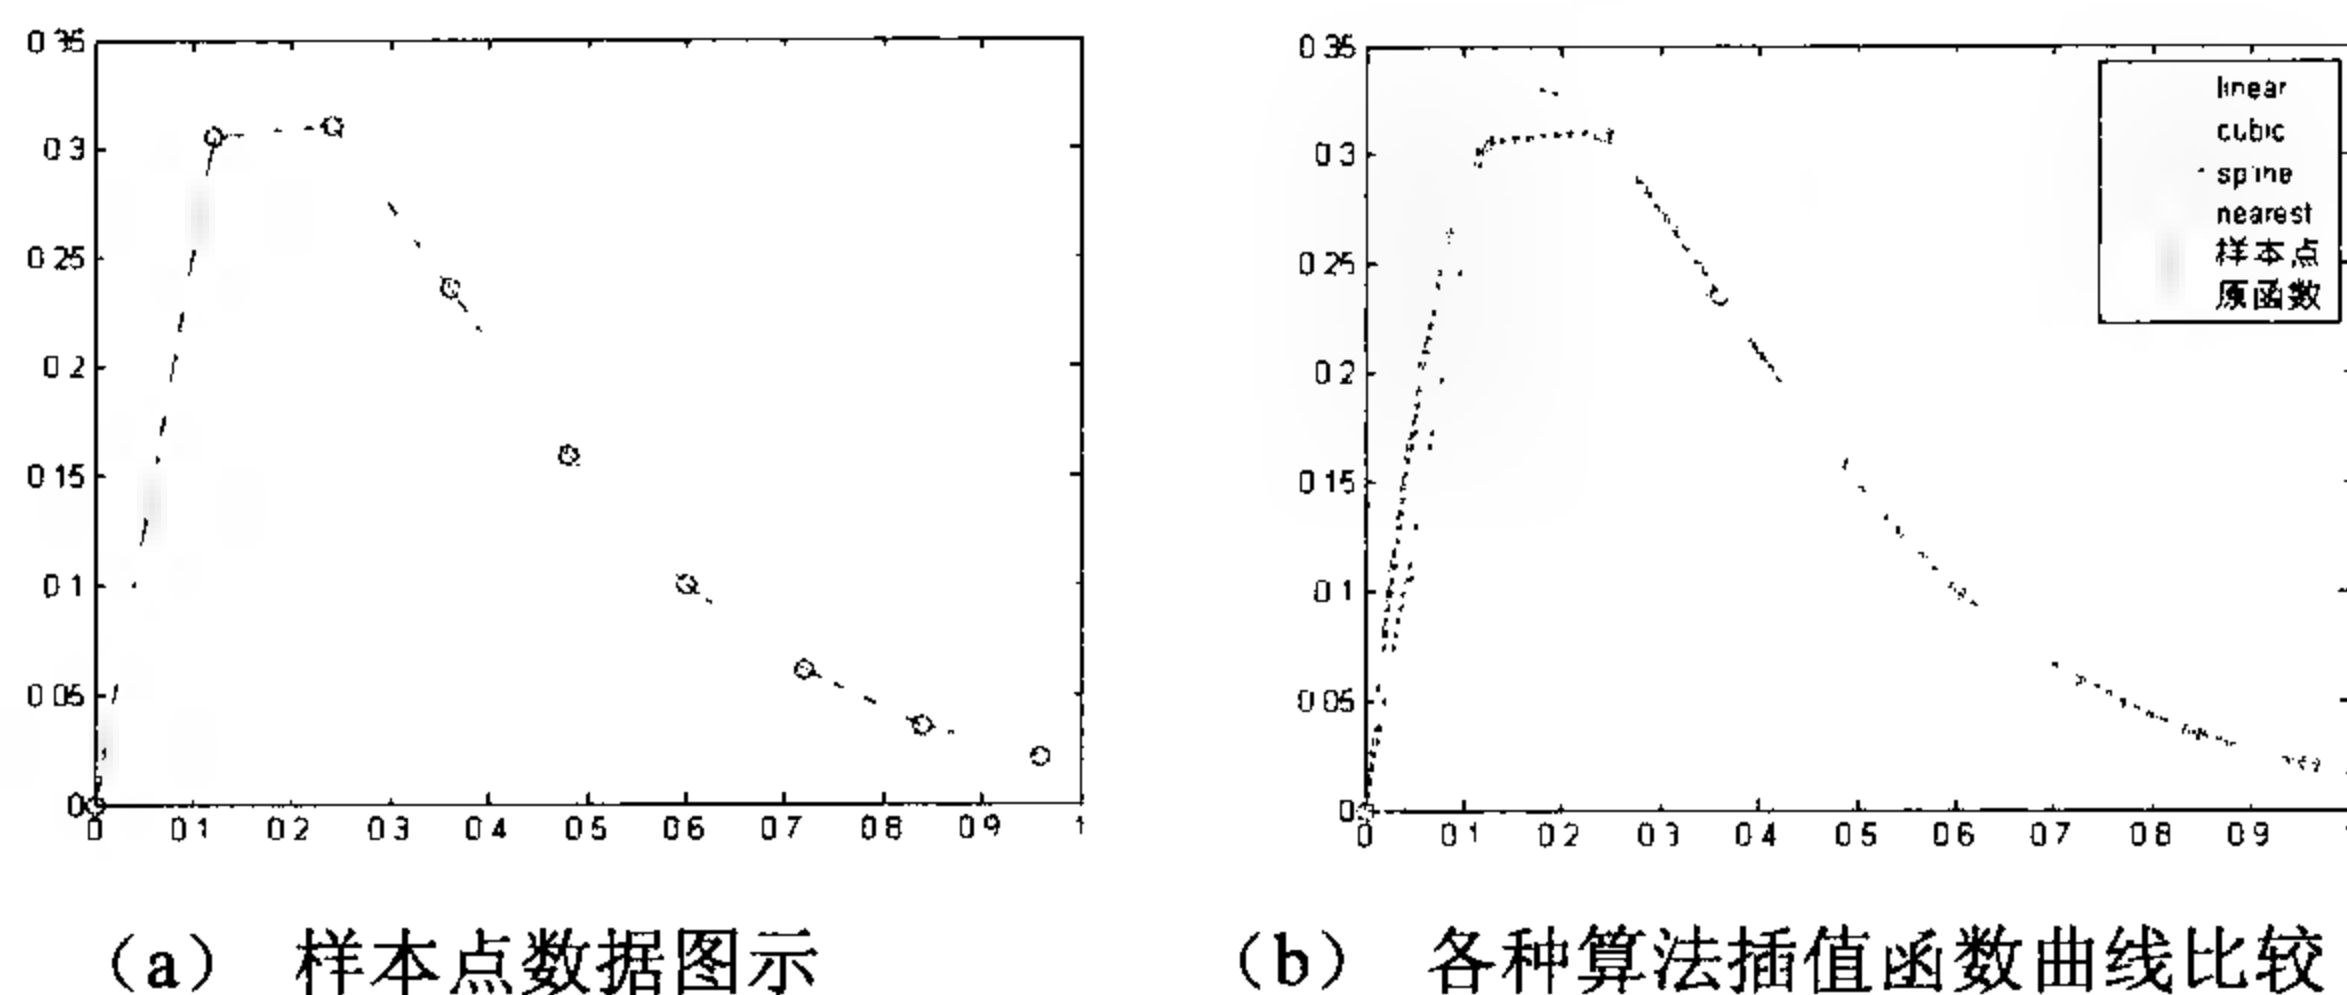 0 35
0 3
0 25
0 2
0 15
0 1
0 05
0
0 0 1 0 2 0 3 0 4 0 5 0 6 0 7 0 8 0 9 1
(a) 样本点数据图示
0 35
0 3
0 25
0 2
0 15
0 1
0 05
0
0 0 1 0 2 0 3 0 4 0 5 0 6 0 7 0 8 0 9
linear
cubic
spline
nearest
样本点
原函数
(b) 各种算法插值函数曲线比较